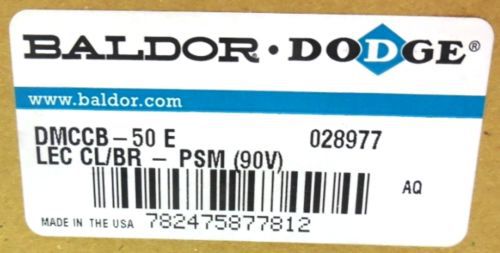 BALDOR · DODGE®
www.baldor.com
DMCCB-50 E 028977
LEC CL/BR - PSM (90V)
AQ
MADE IN THE USA 782475877812